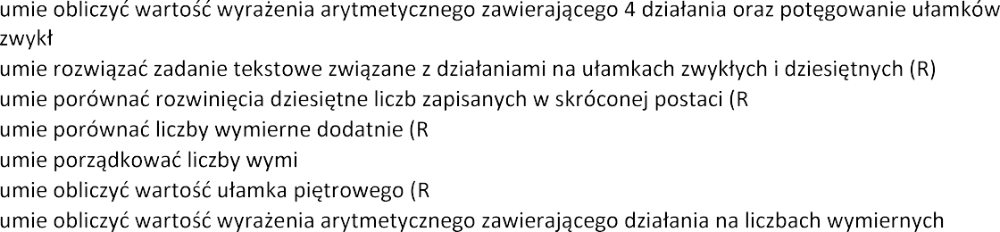 umie obliczyć wartość wyrażenia arytmetycznego zawierającego 4 działania oraz potęgowanie ułamków
zwykł
umie rozwiązać zadanie tekstowe związane z działaniami na ułamkach zwykłych i dziesiętnych (R)
umie porównać rozwinięcia dziesiętne liczb zapisanych w skróconej postaci (R
umie porównać liczby wymierne dodatnie (R
umie porządkować liczby wymi
umie obliczyć wartość ułamka piętrowego (R
umie obliczyć wartość wyrażenia arytmetycznego zawierającego działania na liczbach wymiernych